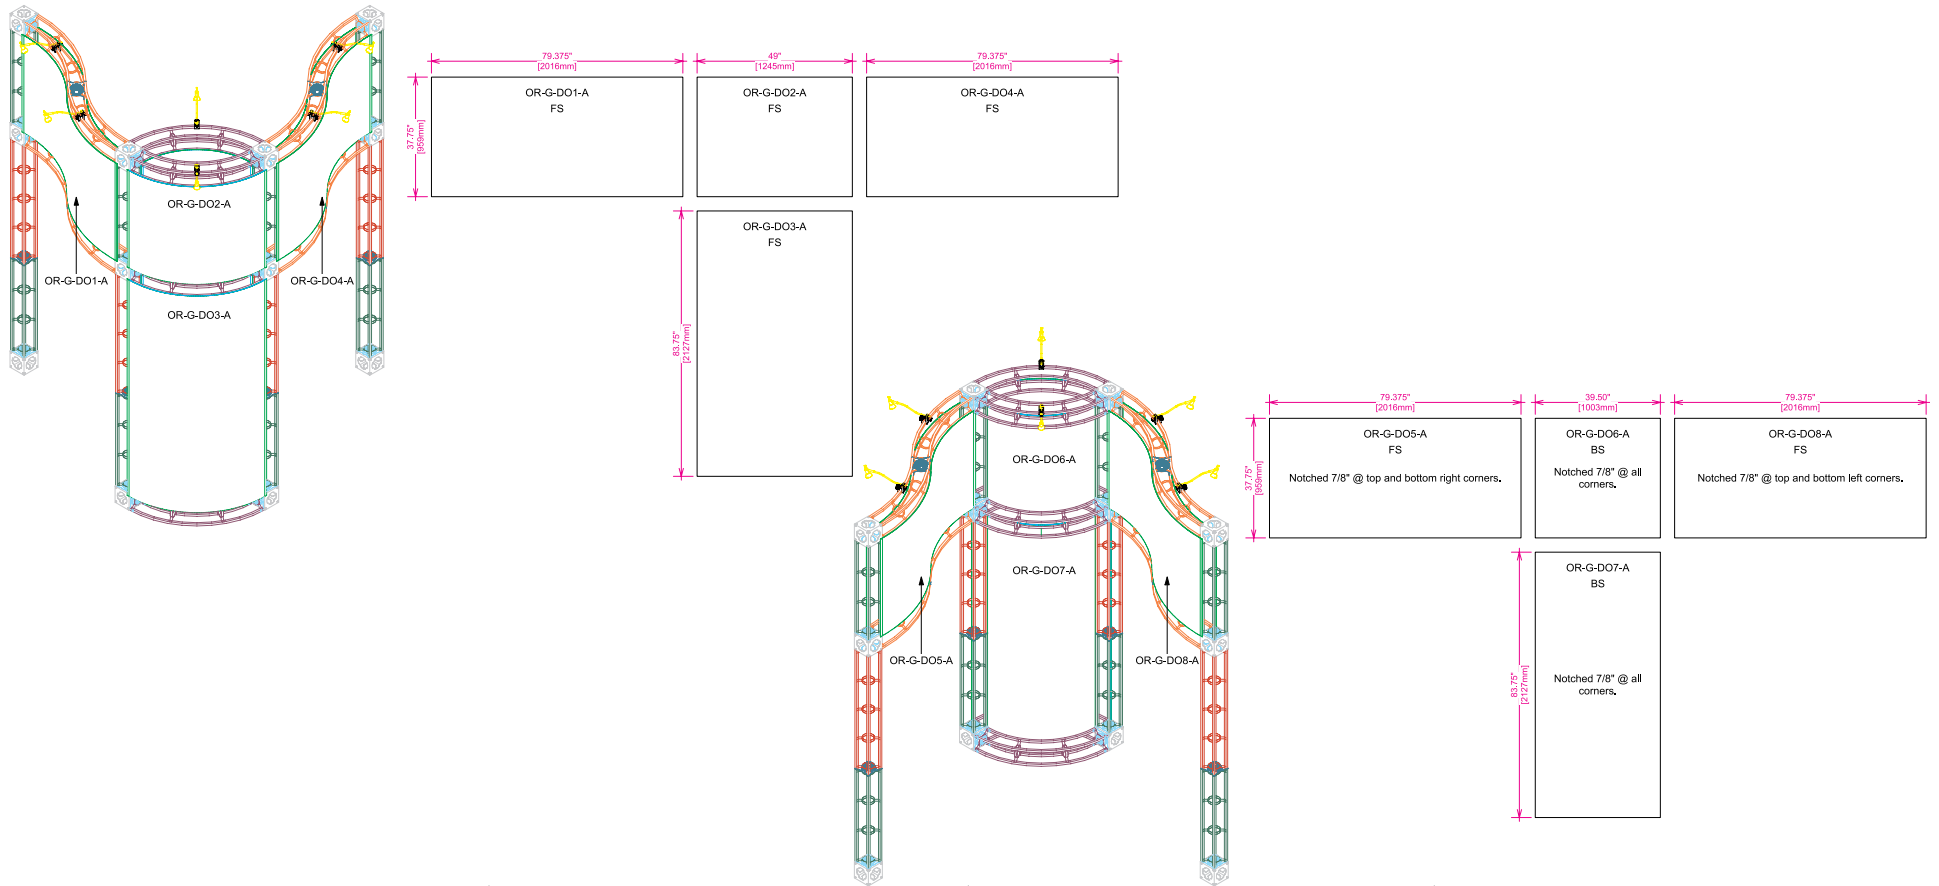 OR-G-DO2-A
OR-G-DO1-A
OR-G-DO4-A
OR-G-DO3-A
79.375"
[2016mm]
49"
[1245mm]
79.375"
[2016mm]
37.75"
[959mm]
OR-G-DO1-A
FS
OR-G-DO2-A
FS
OR-G-DO4-A
FS
83.75"
[2127mm]
OR-G-DO3-A
FS
OR-G-DO6-A
OR-G-DO7-A
OR-G-DO5-A
OR-G-DO8-A
79.375"
[2016mm]
39.50"
[1003mm]
79.375"
[2016mm]
37.75"
[959mm]
OR-G-DO5-A
FS
Notched 7/8" @ top and bottom right corners.
OR-G-DO6-A
BS
Notched 7/8" @ all
corners.
OR-G-DO8-A
FS
Notched 7/8" @ top and bottom left corners.
83.75"
[2127mm]
OR-G-DO7-A
BS
Notched 7/8" @ all
corners.